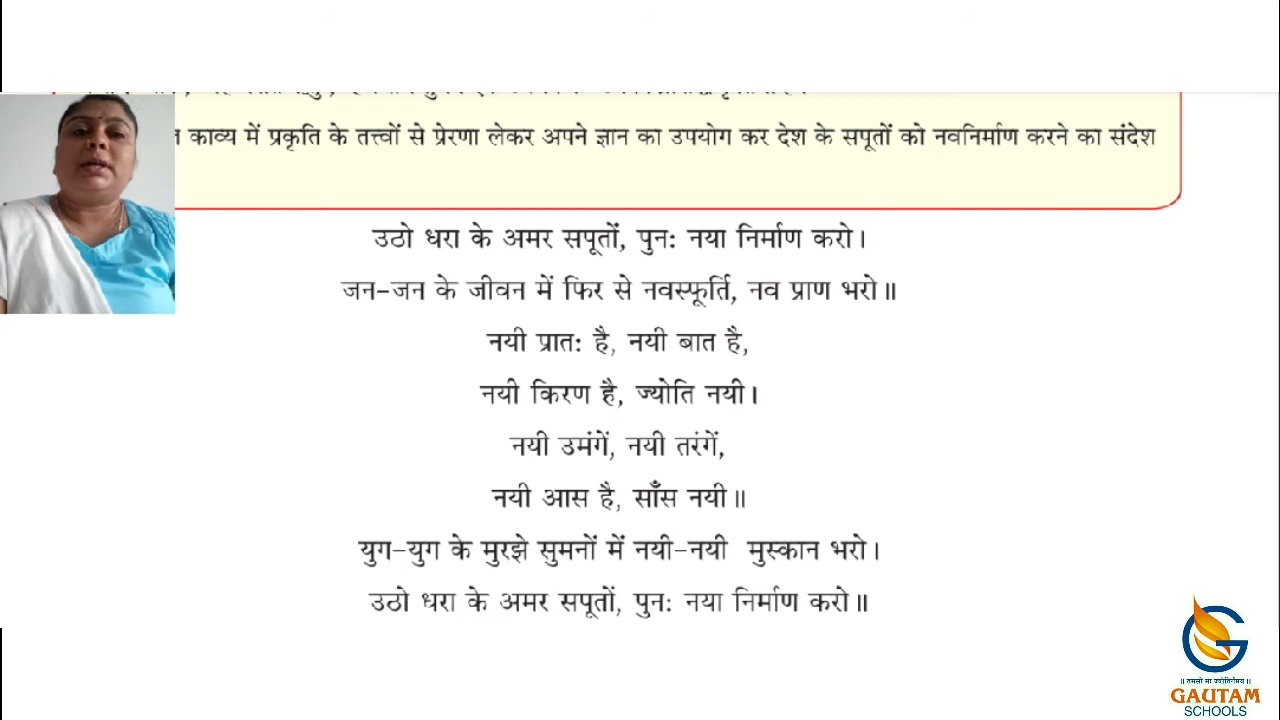 काव्य में प्रकृति के तत्त्वों से प्रेरणा लेकर अपने ज्ञान का उपयोग कर देश के सपूतों को नवनिर्माण करने का संदेश
उठो धरा के अमर सपूतों, पुनः नया निर्माण करो।
जन-जन के जीवन में फिर से नवस्फूर्ति, नव प्राण भरो॥
नयी प्रातः है, नयी बात है,
नयी किरण है, ज्योति नयी।
नयी उमंगें, नयी तरंगें,
नयी आस है, साँस नयी॥
युग-युग के मुरझे सुमनों में नयी-नयी मुस्कान भरो।
उठो धरा के अमर सपूतों, पुनः नया निर्माण करो॥
॥ तमसो मा ज्योतिर्गमय ॥
GAUTAM
SCHOOLS